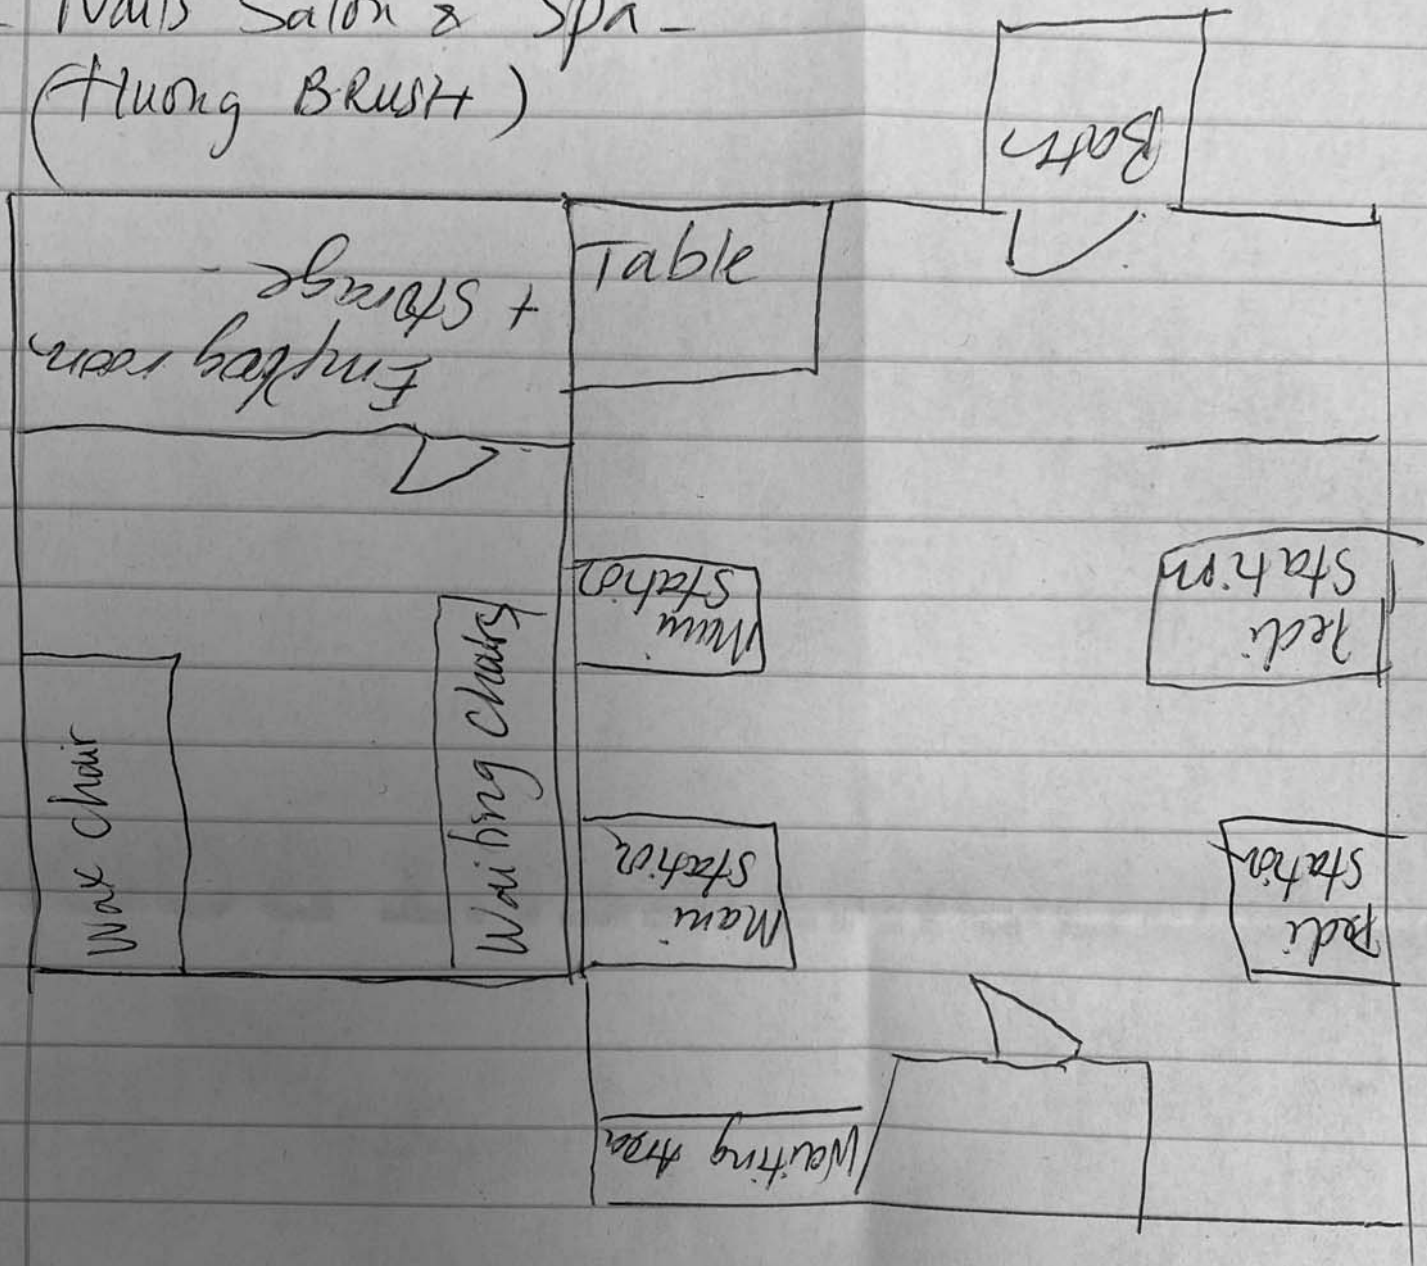 - Nails Salon & Spa -
(Huong BRUSH)
Bath
Table
Employ room
+ Storage -
Mani
Station
Pedi
Station
Wax Chair
Waiting Chairs
Mani
Station
Pedi
Station
Waiting Area